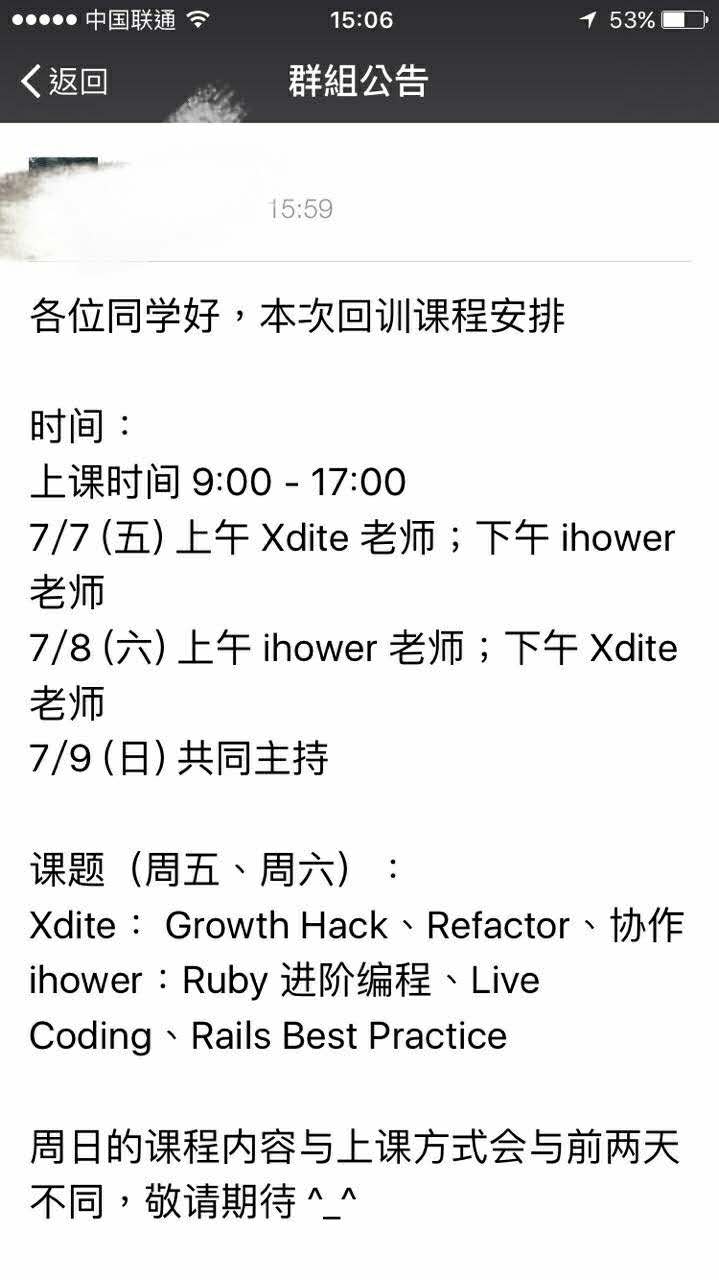 中国联通 15:06 53%
返回 群組公告
15:59
各位同学好，本次回训课程安排
时间：
上课时间 9:00 - 17:00
7/7 (五) 上午 Xdite 老师；下午 ihower
老师
7/8 (六) 上午 ihower 老师；下午 Xdite
老师
7/9 (日) 共同主持
课题（周五、周六）：
Xdite： Growth Hack、Refactor、协作
ihower：Ruby 进阶编程、Live
Coding、Rails Best Practice
周日的课程内容与上课方式会与前两天
不同，敬请期待 ^_^